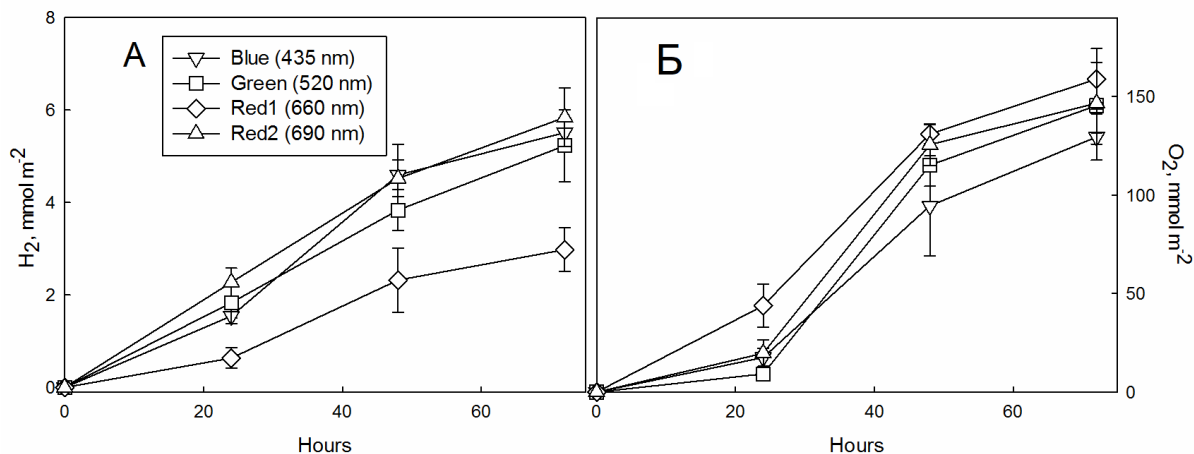 А
Blue (435 nm)
Green (520 nm)
Red1 (660 nm)
Red2 (690 nm)
H2, mmol m-2
8
6
4
2
0
0 20 40 60
Hours
Б
O2, mmol m-2
150
100
50
0
0 20 40 60
Hours